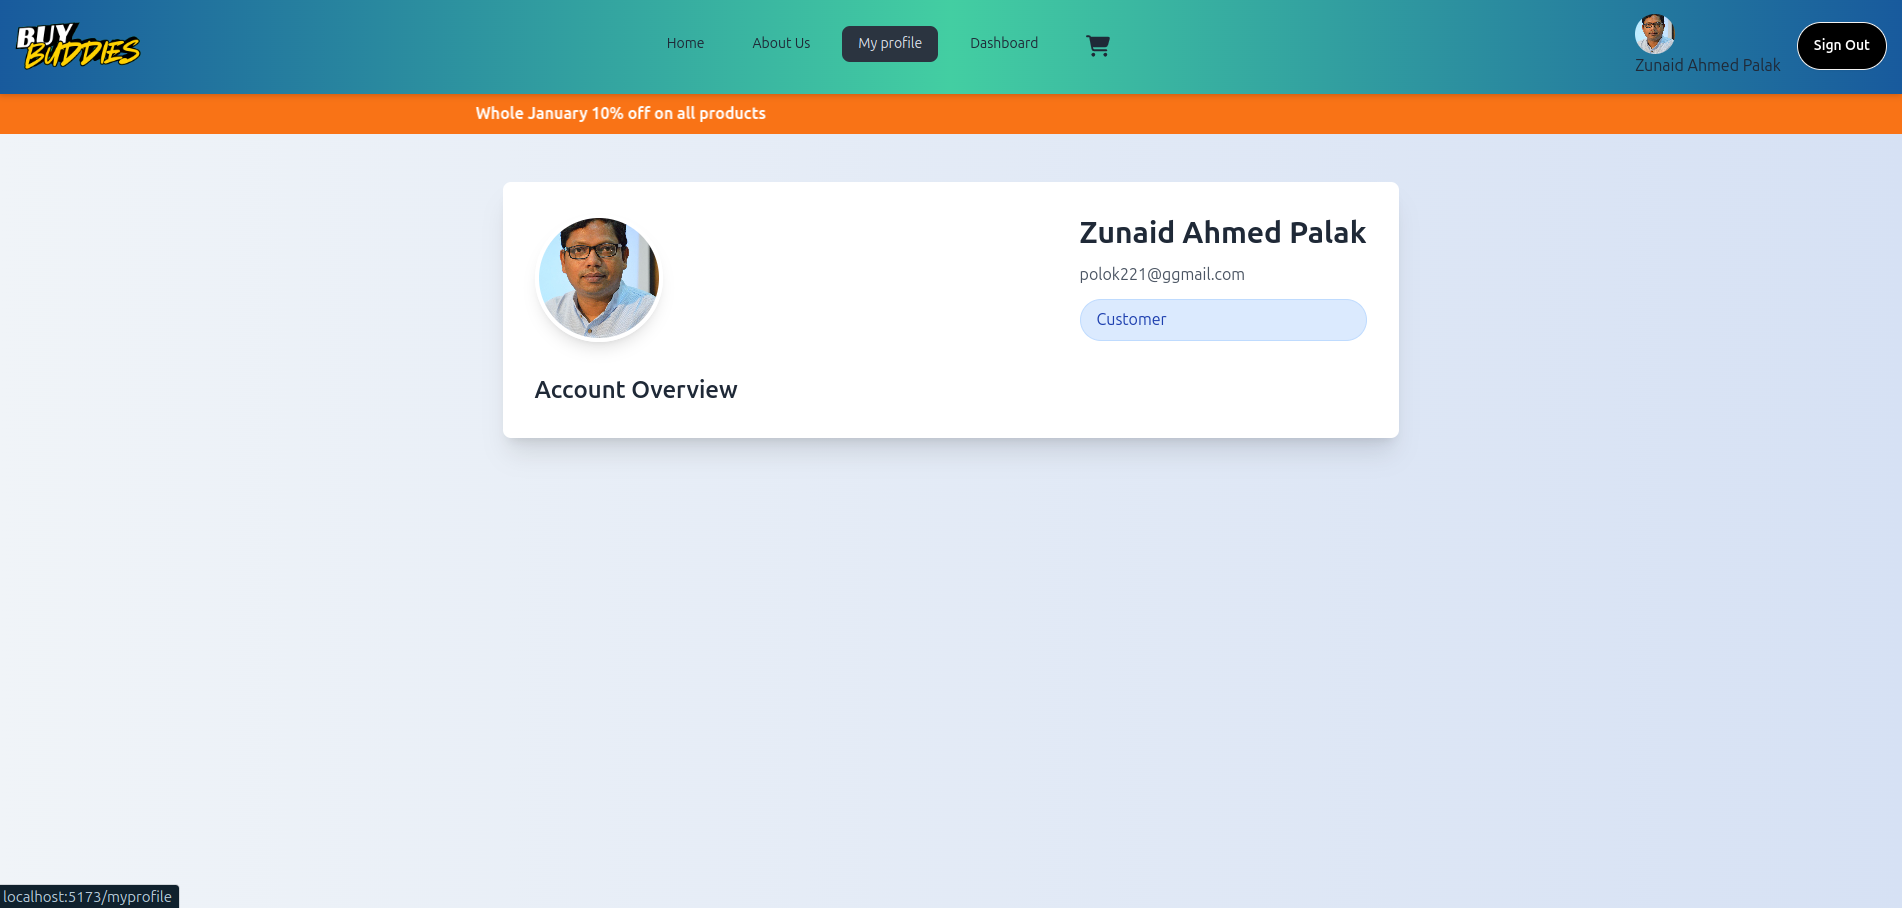 BUY
BUDDIES
Home
About Us
My profile
Dashboard
Zunaid Ahmed Palak
Sign Out
Whole January 10% off on all products
Zunaid Ahmed Palak
polok221@ggmail.com
Customer
Account Overview
localhost:5173/myprofile